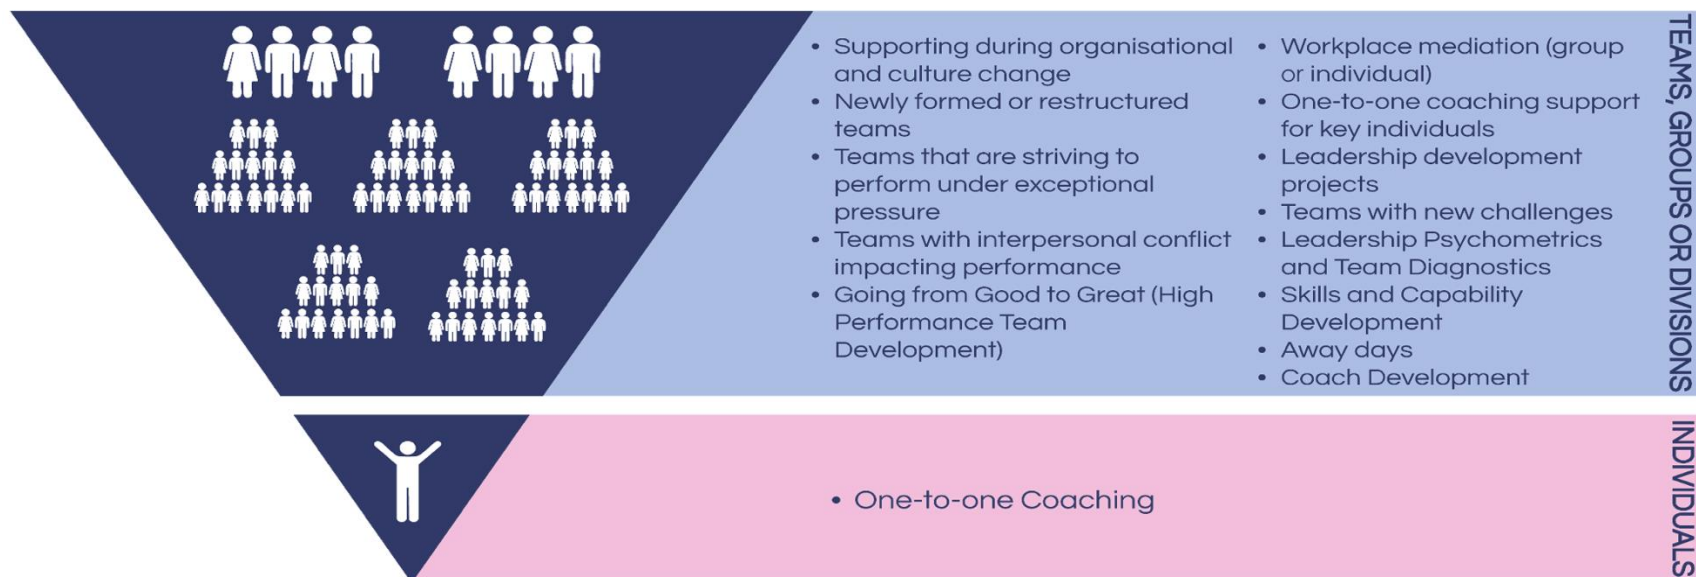 • Supporting during organisational
and culture change
• Newly formed or restructured
teams
• Teams that are striving to
perform under exceptional
pressure
• Teams with interpersonal conflict
impacting performance
• Going from Good to Great (High
Performance Team
Development)
• Workplace mediation (group
or individual)
• One-to-one coaching support
for key individuals
• Leadership development
projects
• Teams with new challenges
• Leadership Psychometrics
and Team Diagnostics
• Skills and Capability
Development
• Away days
• Coach Development
TEAMS, GROUPS OR DIVISIONS
• One-to-one Coaching
INDIVIDUALS